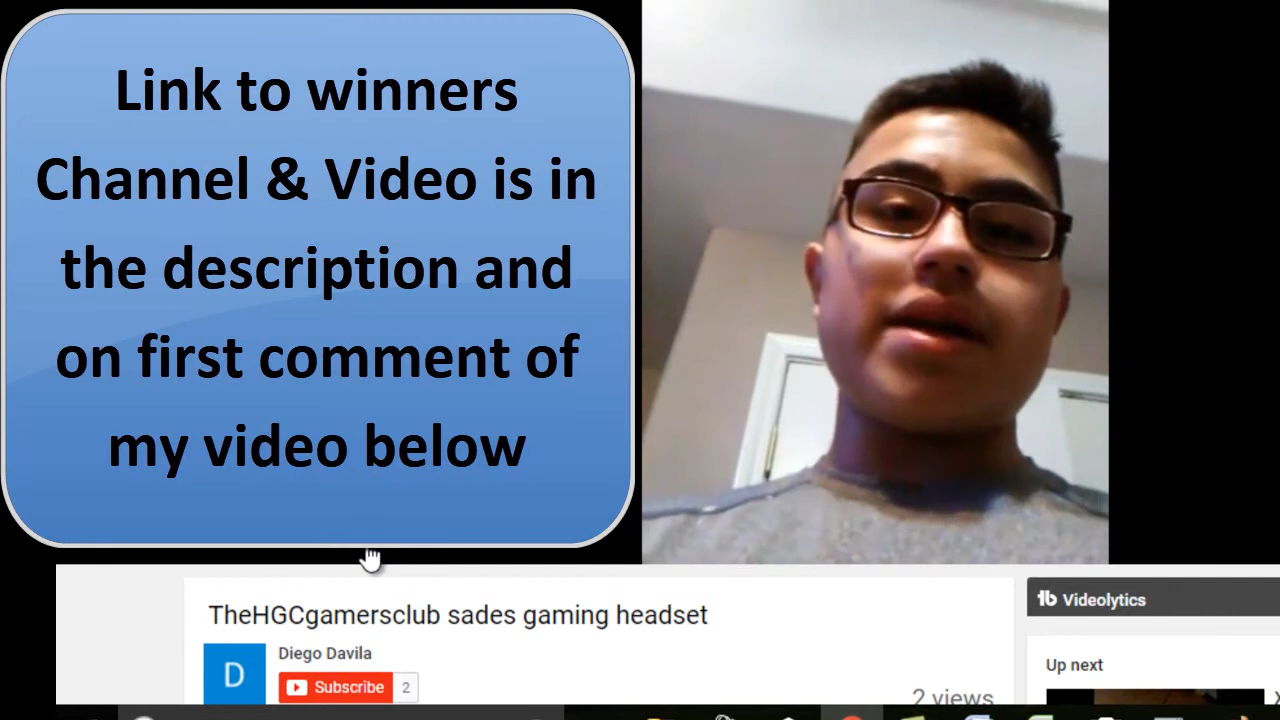 Link to winners
Channel & Video is in
the description and
on first comment of
my video below
TheHGCgamersclub sades gaming headset
Diego Davila
D
Subscribe 2
2 views
Videolytics
Up next